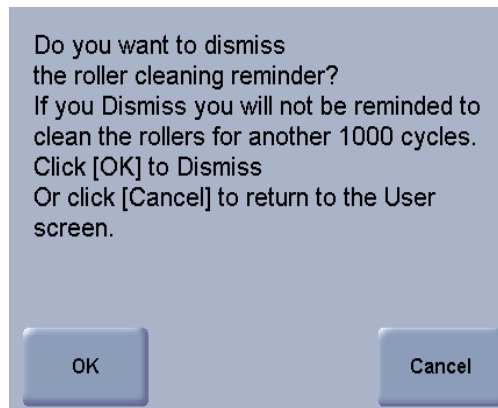 Do you want to dismiss
the roller cleaning reminder?
If you Dismiss you will not be reminded to
clean the rollers for another 1000 cycles.
Click [OK] to Dismiss
Or click [Cancel] to return to the User
screen.
OK
Cancel